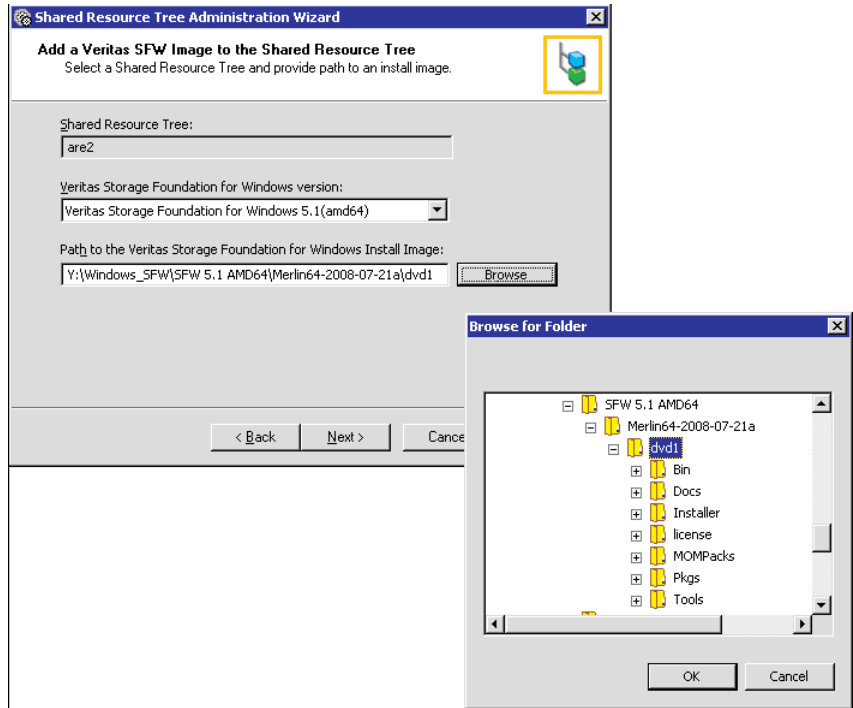 Shared Resource Tree Administration Wizard
Add a Veritas SFW Image to the Shared Resource Tree
Select a Shared Resource Tree and provide path to an install image.
Shared Resource Tree:
are2
Veritas Storage Foundation for Windows version:
Veritas Storage Foundation for Windows 5.1(amd64)
Path to the Veritas Storage Foundation for Windows Install Image:
Y:\Windows_SFW\SFW 5.1 AMD64\Merlin64-2008-07-21a\dvd1 Browse
< Back Next > Cance
Browse for Folder
SFW 5.1 AMD64
Merlin64-2008-07-21a
dvd1
Bin
Docs
Installer
license
MOMPacks
Pkgs
Tools
OK Cancel